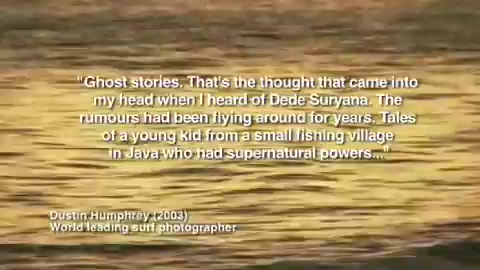 "Ghost stories. That's the thought that came into
my head when I heard of Dede Suryana. The
rumours had been flying around for years. Tales
of a young kid from a small fishing village
in Java who had supernatural powers..."
Dustin Humphrey (2003)
World leading surf photographer